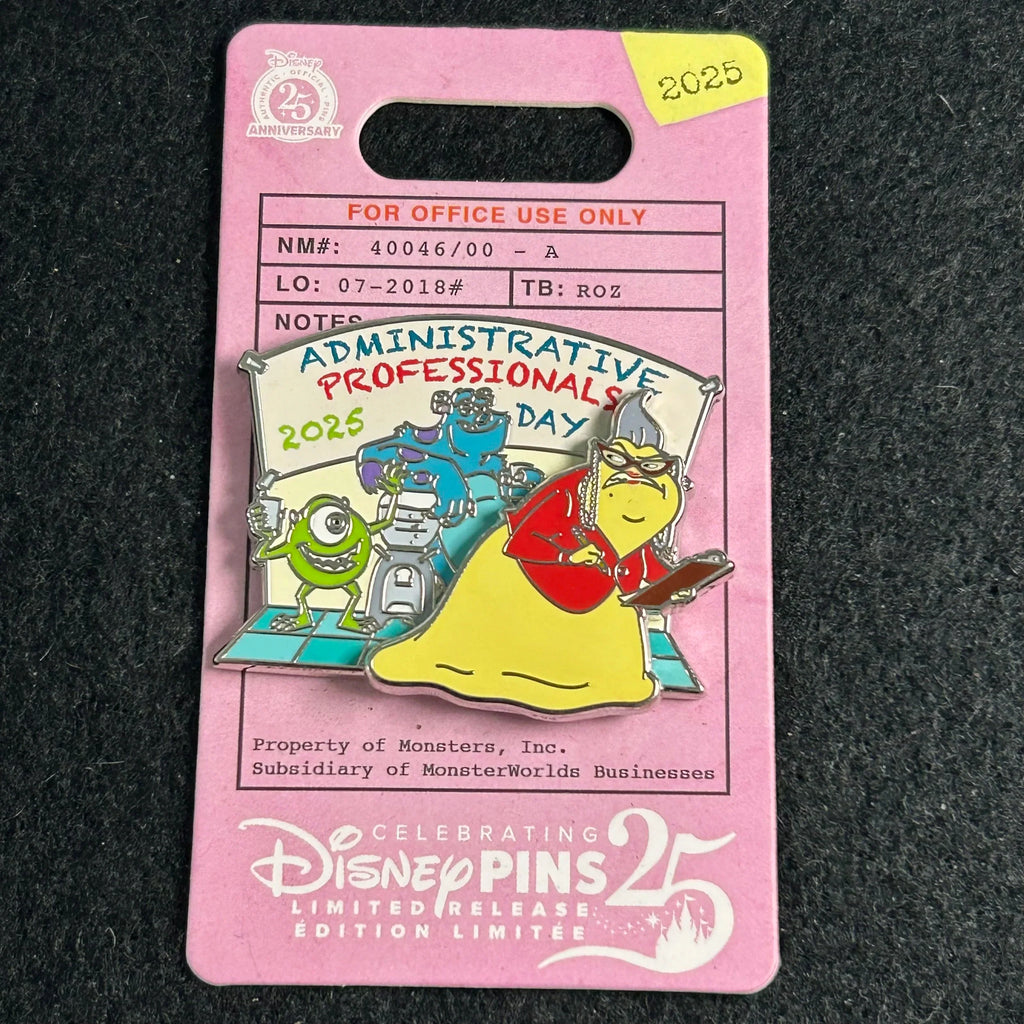 Disney
AUTHENTIC · OFFICIAL · PINS
25
ANNIVERSARY
2025
FOR OFFICE USE ONLY
NM#: 40046/00 - A
LO: 07-2018# TB: ROZ
NOTES
ADMINISTRATIVE
PROFESSIONALS
2025 DAY
Property of Monsters, Inc.
Subsidiary of MonsterWorlds Businesses
CELEBRATING
Disney PINS 25
LIMITED RELEASE
ÉDITION LIMITÉE